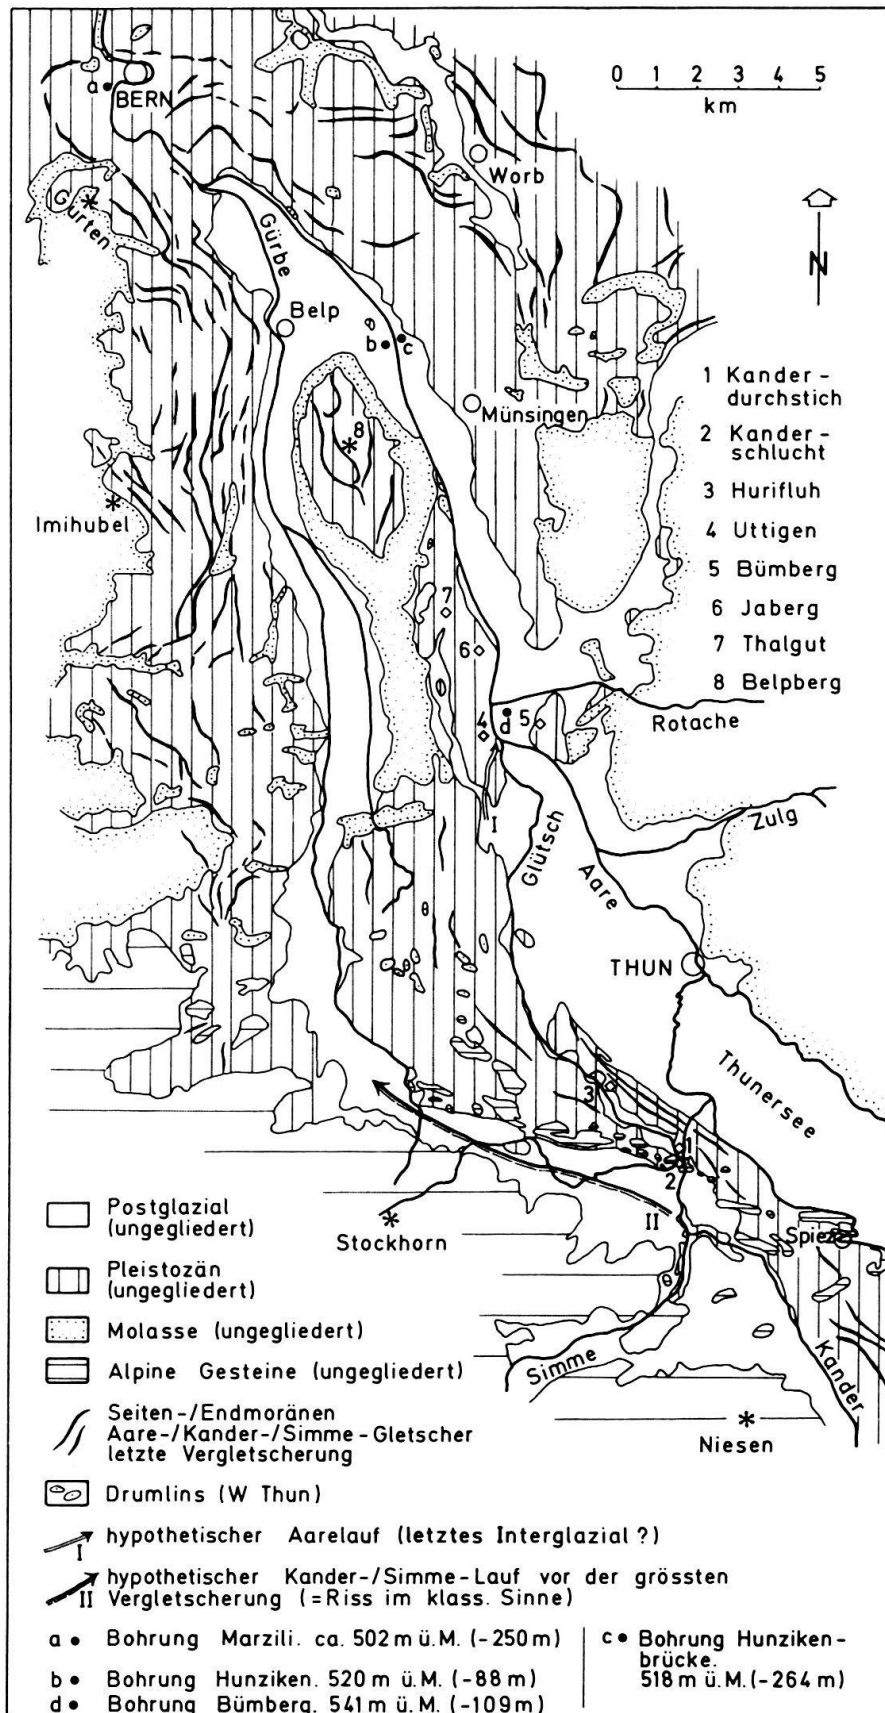 0 1 2 3 4 5
km
a
BERN
Worb
Gurten
Gürbe
N
Belp
b
c
1 Kander-
durchstich
Münsingen
2 Kander-
schlucht
8
3 Hurifluh
Imihubel
4 Uttigen
5 Bümberg
6 Jaberg
7
7 Thalgut
6
8 Belpberg
4
d
5
Rotache
I
Glütsch
Zulg
Aare
THUN
3
Thunersee
1
2
II
Stockhorn
Spiez
Simme
Kander
Niesen
Postglazial
(ungegliedert)
Pleistozän
(ungegliedert)
Molasse (ungegliedert)
Alpine Gesteine (ungegliedert)
Seiten-/Endmoränen
Aare-/Kander-/Simme-Gletscher
letzte Vergletscherung
Drumlins (W Thun)
I hypothetischer Aarelauf (letztes Interglazial ?)
hypothetischer Kander-/Simme-Lauf vor der grössten
II Vergletscherung (=Riss im klass. Sinne)
a • Bohrung Marzili. ca. 502 m ü.M. (-250 m)
b • Bohrung Hunziken. 520 m ü.M. (-88 m)
d • Bohrung Bümberg. 541 m ü.M. (-109 m)
c • Bohrung Hunziken-
brücke.
518 m ü.M. (-264 m)